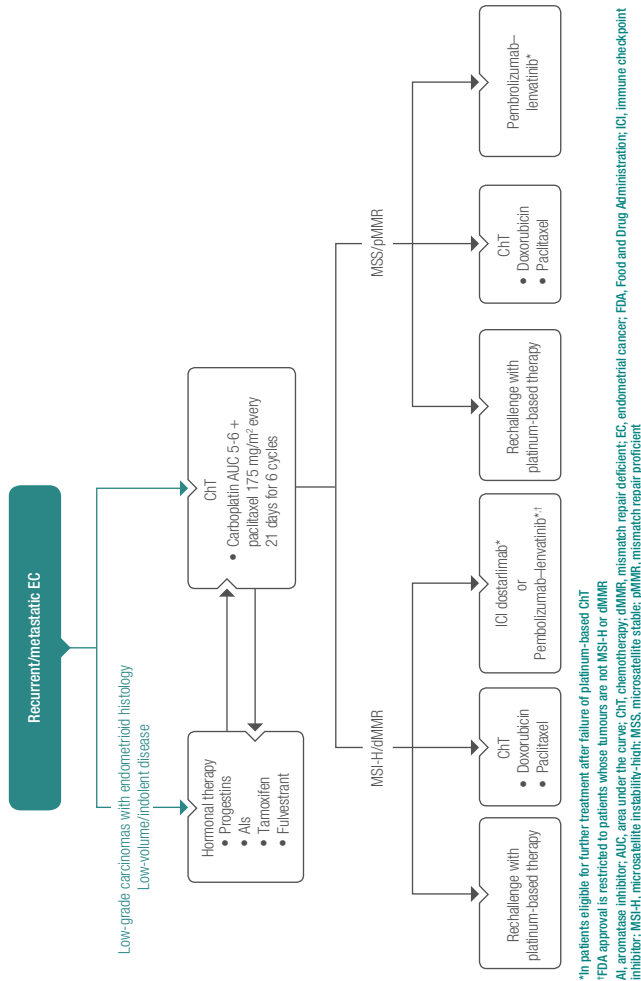 Recurrent/metastatic EC
Low-grade carcinomas with endometrioid histology
Low-volume/indolent disease
Hormonal therapy
• Progestins
• AIs
• Tamoxifen
• Fulvestrant
ChT
• Carboplatin AUC 5-6 +
paclitaxel 175 mg/m² every
21 days for 6 cycles
MSI-H/dMMR
MSS/pMMR
Rechallenge with
platinum-based therapy
ChT
• Doxorubicin
• Paclitaxel
ICI dostarlimab*
or
Pembolizumab–lenvatinib*,†
Rechallenge with
platinum-based therapy
ChT
• Doxorubicin
• Paclitaxel
Pembrolizumab–
lenvatinib*
*In patients eligible for further treatment after failure of platinum-based ChT
†FDA approval is restricted to patients whose tumours are not MSI-H or dMMR
AI, aromatase inhibitor; AUC, area under the curve; ChT, chemotherapy; dMMR, mismatch repair deficient; EC, endometrial cancer; FDA, Food and Drug Administration; ICI, immune checkpoint
inhibitor; MSI-H, microsatellite instability-high; MSS, microsatellite stable; pMMR, mismatch repair proficient